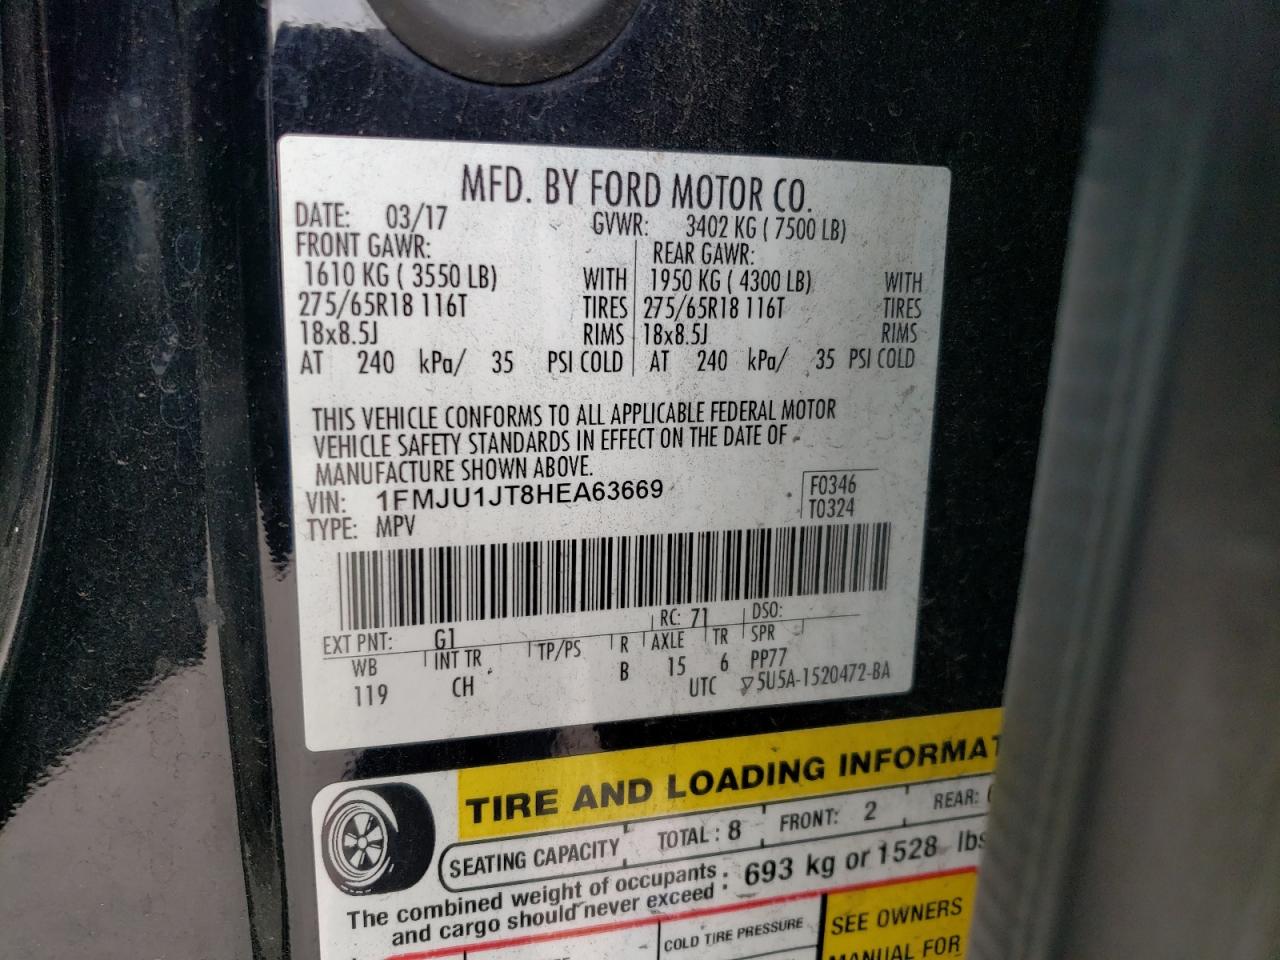 MFD. BY FORD MOTOR CO.
DATE: 03/17 GVWR: 3402 KG ( 7500 LB)
FRONT GAWR: REAR GAWR:
1610 KG ( 3550 LB) WITH 1950 KG ( 4300 LB) WITH
275/65R18 116T TIRES 275/65R18 116T TIRES
18x8.5J RIMS 18x8.5J RIMS
AT 240 kPa/ 35 PSI COLD AT 240 kPa/ 35 PSI COLD
THIS VEHICLE CONFORMS TO ALL APPLICABLE FEDERAL MOTOR
VEHICLE SAFETY STANDARDS IN EFFECT ON THE DATE OF
MANUFACTURE SHOWN ABOVE.
VIN: 1FMJU1JT8HEA63669 F0346
TYPE: MPV T0324
EXT PNT: G1 RC: 71 DSO:
WB INT TR TP/PS R AXLE TR SPR
119 CH B 15 6 PP77
UTC 5U5A-1520472-BA
TIRE AND LOADING INFORMAT
SEATING CAPACITY TOTAL : 8 FRONT: 2 REAR:
The combined weight of occupants : 693 kg or 1528 lbs
and cargo should never exceed :
COLD TIRE PRESSURE SEE OWNERS
MANUAL FOR